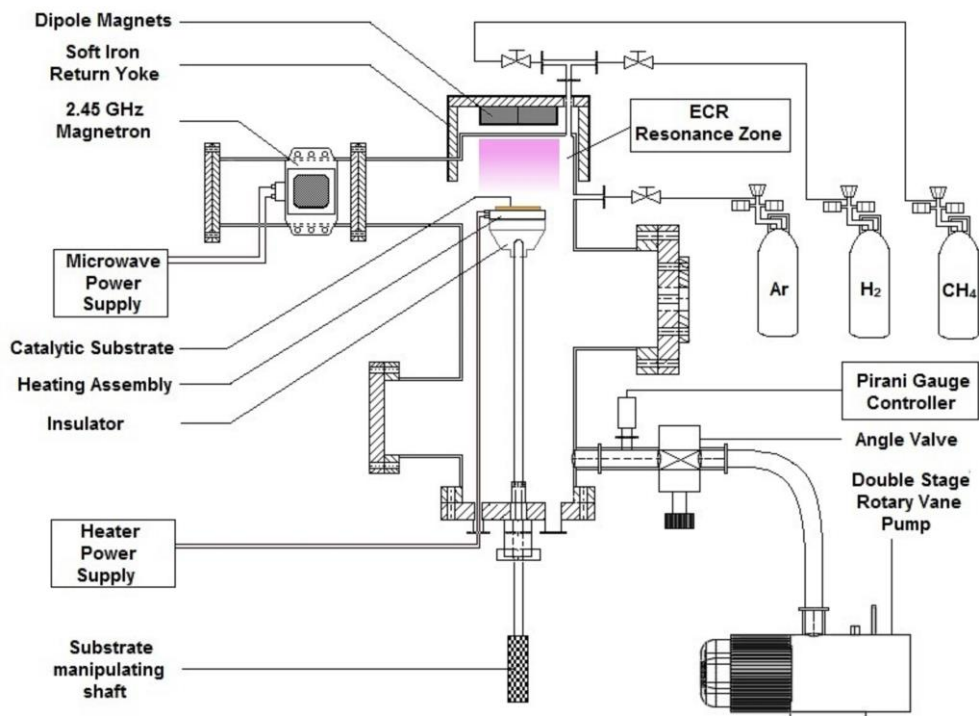 Dipole Magnets
Soft Iron
Return Yoke
2.45 GHz
Magnetron
ECR
Resonance Zone
Microwave
Power
Supply
Ar
H₂
CH₄
Catalytic Substrate
Heating Assembly
Insulator
Pirani Gauge
Controller
Angle Valve
Double Stage
Rotary Vane
Pump
Heater
Power
Supply
Substrate
manipulating
shaft